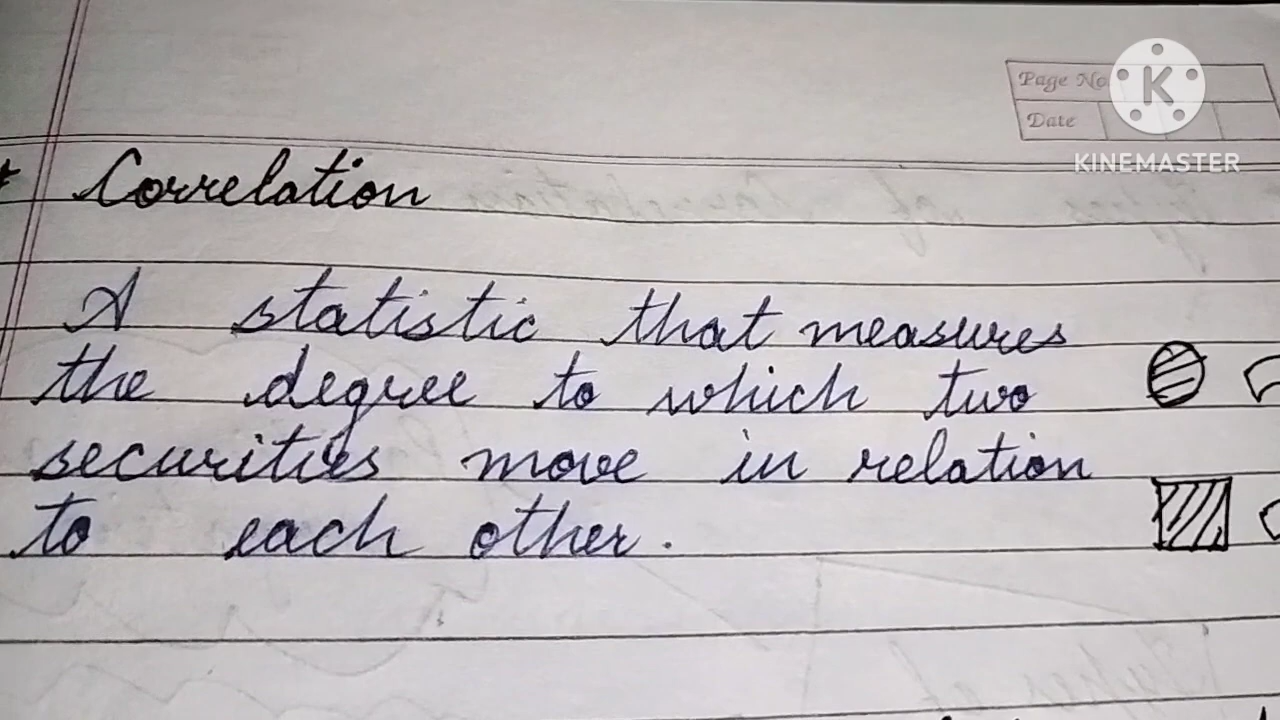 Page No.
Date
KINEMASTER
* Correlation
A statistic that measures
the degree to which two
securities move in relation
to each other.